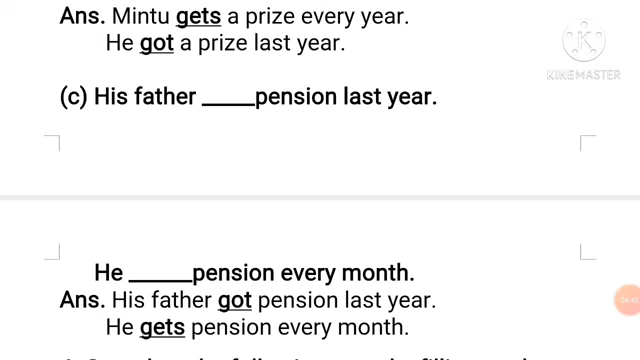 Ans. Mintu gets a prize every year.
He got a prize last year.
KINEMASTER
(c) His father _____pension last year.
He ______pension every month.
Ans. His father got pension last year.
He gets pension every month.